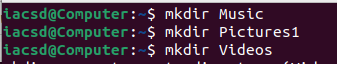 iacsd@Computer:~$ mkdir Music
iacsd@Computer:~$ mkdir Pictures1
iacsd@Computer:~$ mkdir Videos